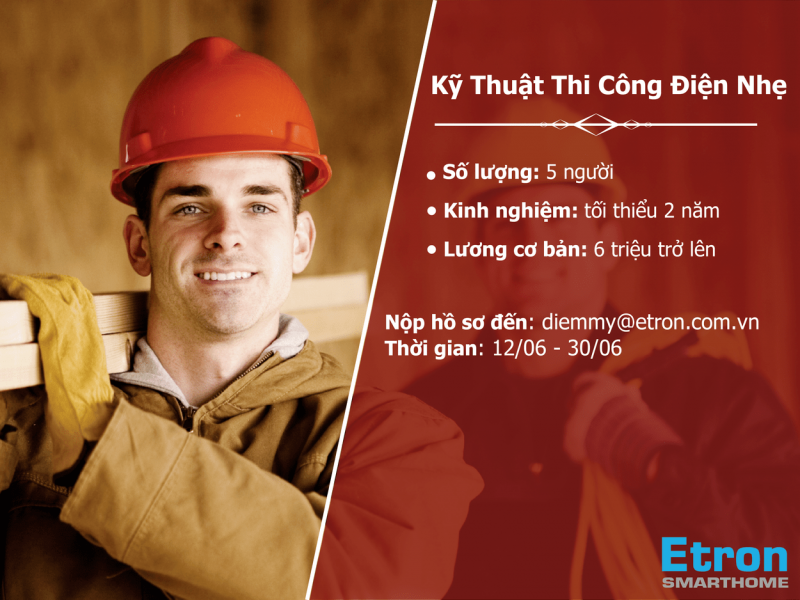 Kỹ Thuật Thi Công Điện Nhẹ
• Số lượng: 5 người
• Kinh nghiệm: tối thiểu 2 năm
• Lương cơ bản: 6 triệu trở lên
Nộp hồ sơ đến: diemmy@etron.com.vn
Thời gian: 12/06 - 30/06
Etron
SMARTHOME